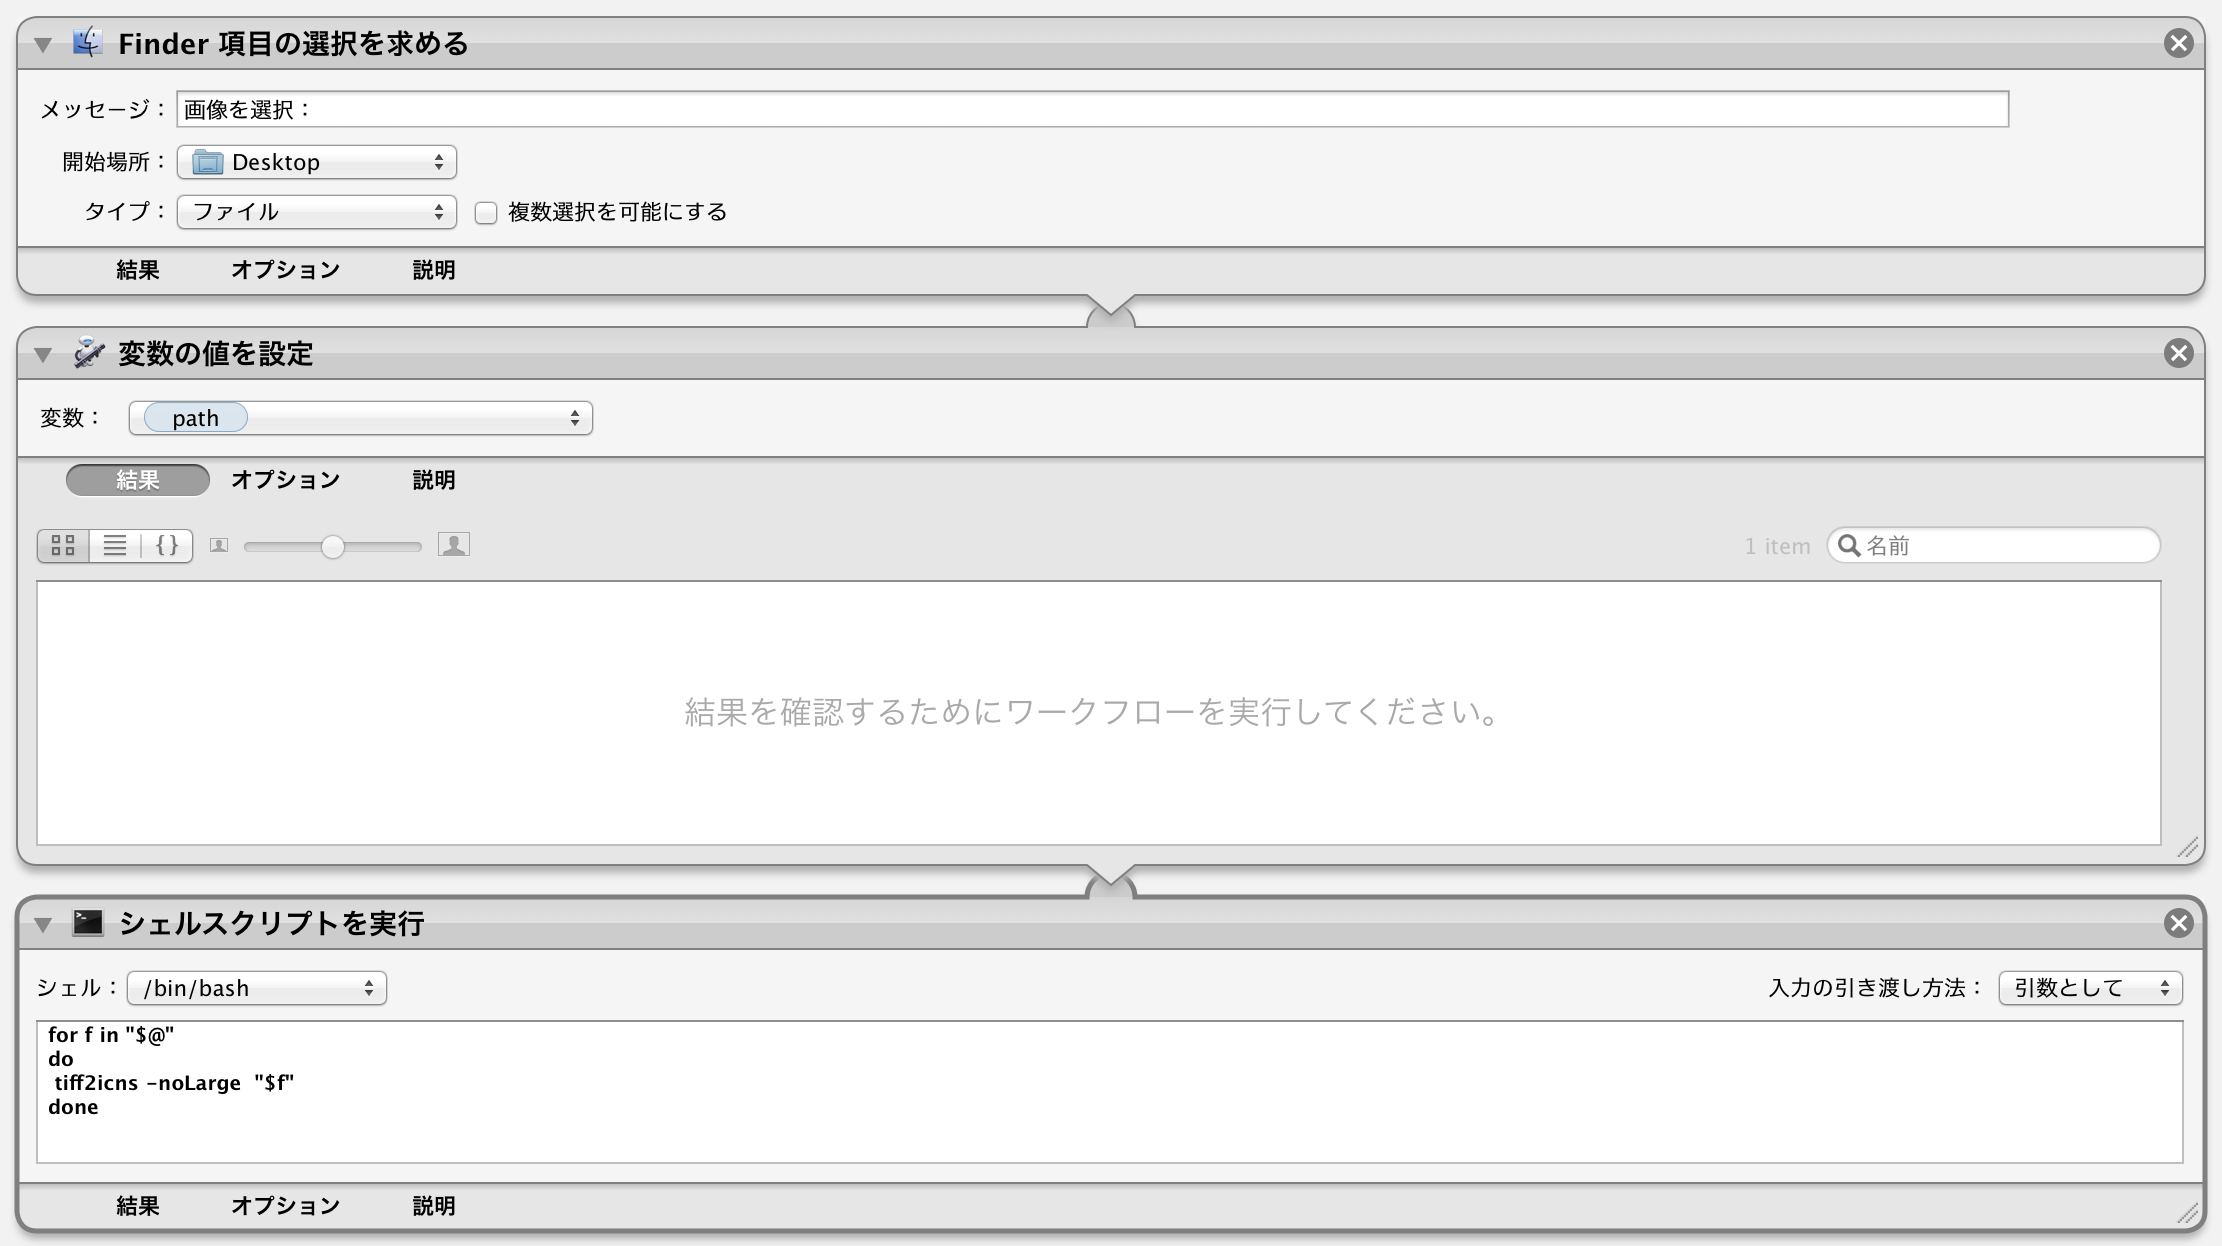 Finder 項目の選択を求める
メッセージ： 画像を選択：
開始場所： Desktop
タイプ： ファイル 複数選択を可能にする
結果 オプション 説明
変数の値を設定
変数： path
結果 オプション 説明
{} 1 item 名前
結果を確認するためにワークフローを実行してください。
シェルスクリプトを実行
シェル： /bin/bash 入力の引き渡し方法： 引数として
for f in "$@"
do
tiff2icns -noLarge  "$f"
done
結果 オプション 説明